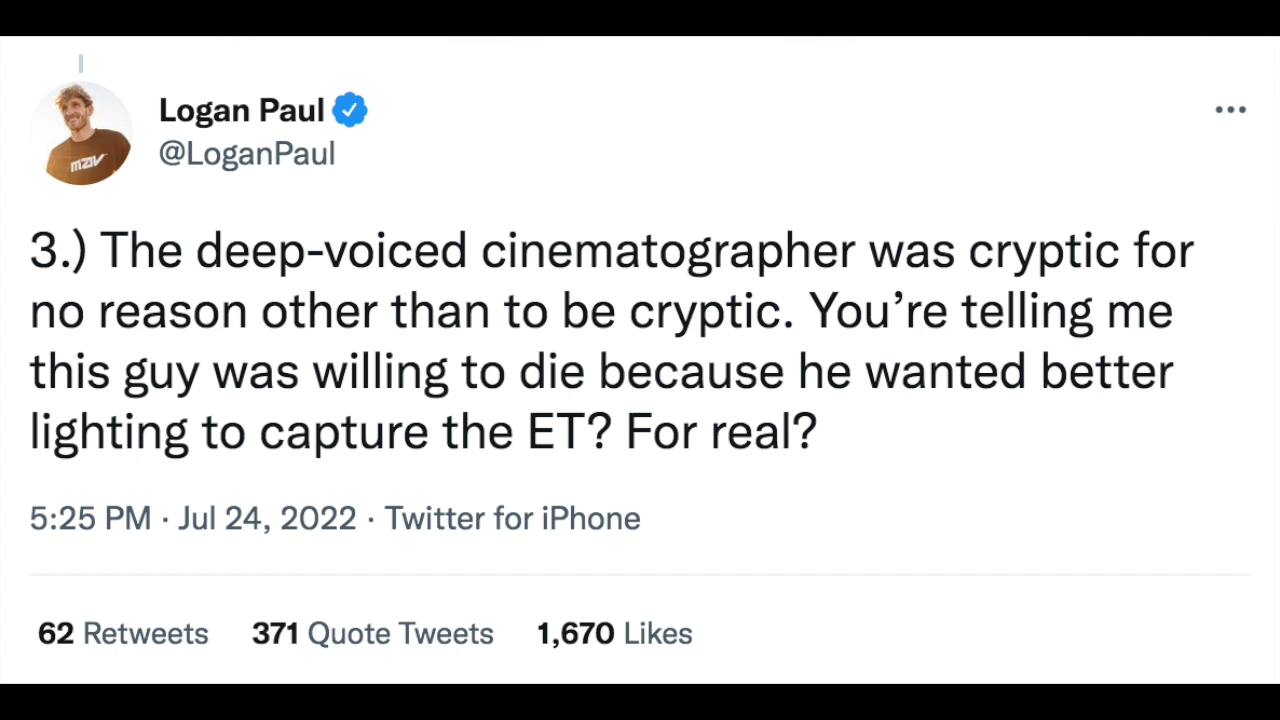 Logan Paul
@LoganPaul
3.) The deep-voiced cinematographer was cryptic for
no reason other than to be cryptic. You’re telling me
this guy was willing to die because he wanted better
lighting to capture the ET? For real?
5:25 PM · Jul 24, 2022 · Twitter for iPhone
62 Retweets 371 Quote Tweets 1,670 Likes